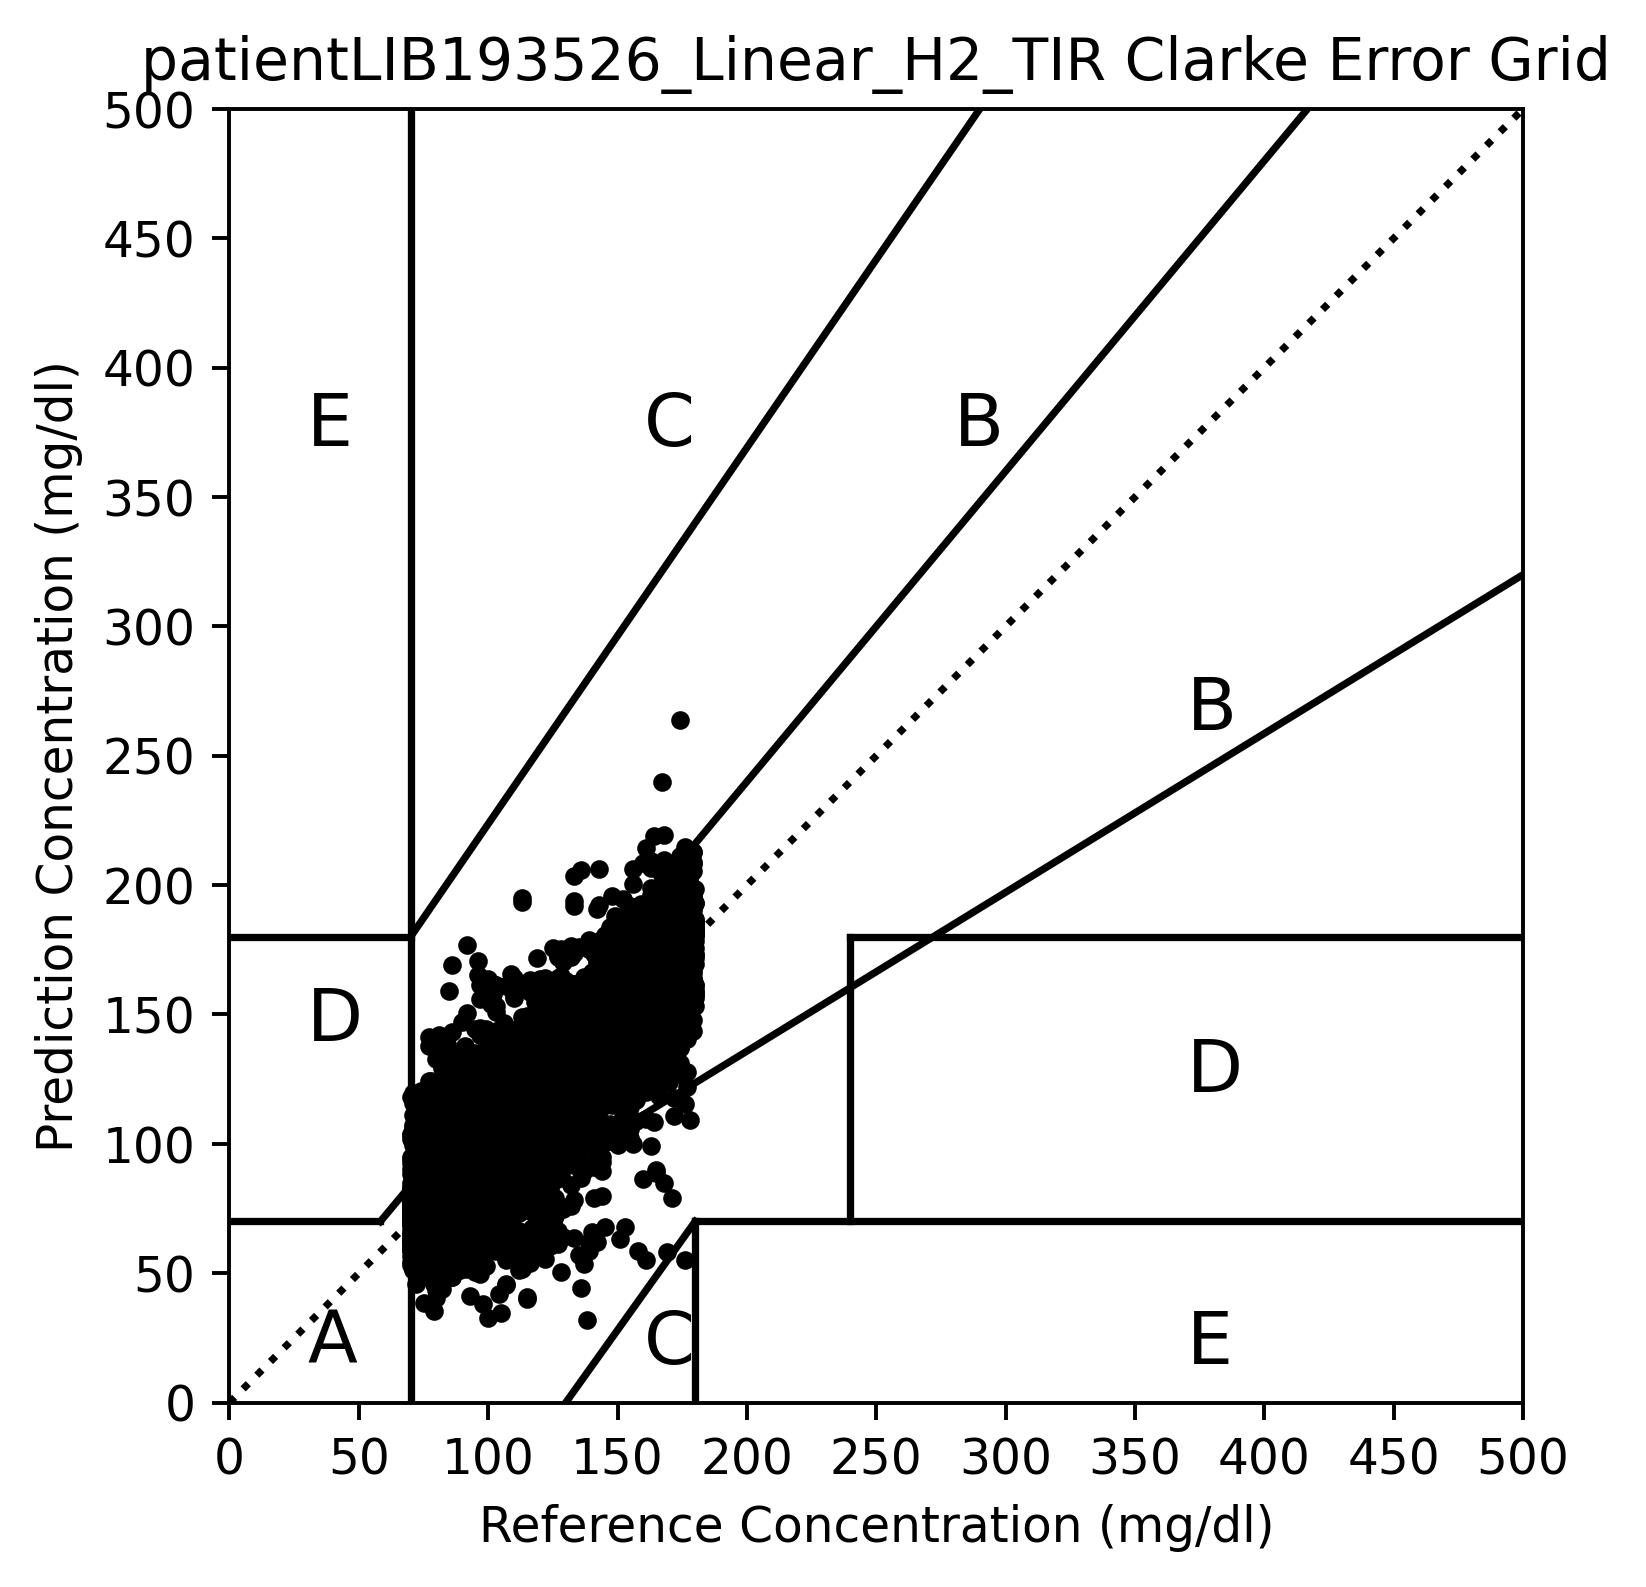 patientLIB193526_Linear_H2_TIR Clarke Error Grid
500
450
400
350
300
250
200
150
100
50
0
Prediction Concentration (mg/dl)
E
C
B
B
D
D
A
C
E
0 50 100 150 200 250 300 350 400 450 500
Reference Concentration (mg/dl)